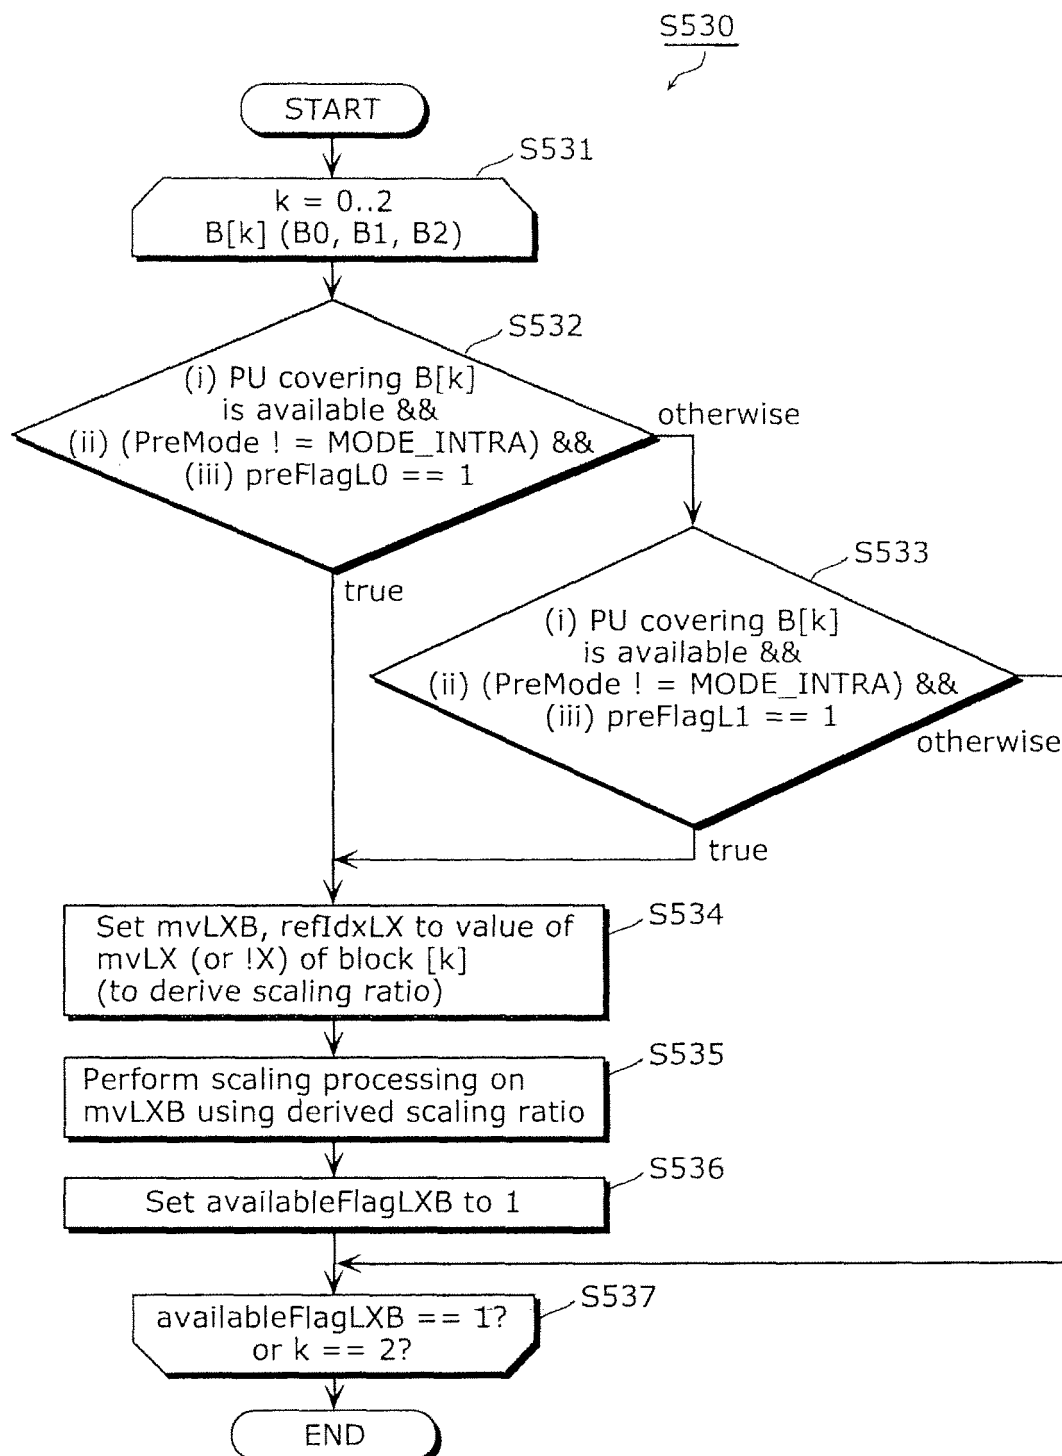 S530
START
S531
k = 0..2
B[k] (B0, B1, B2)
S532
(i) PU covering B[k]
is available &&
(ii) (PreMode ! = MODE_INTRA) &&
(iii) preFlagL0 == 1
otherwise
true
S533
(i) PU covering B[k]
is available &&
(ii) (PreMode ! = MODE_INTRA) &&
(iii) preFlagL1 == 1
otherwise
true
S534
Set mvLXB, refIdxLX to value of
mvLX (or !X) of block [k]
(to derive scaling ratio)
S535
Perform scaling processing on
mvLXB using derived scaling ratio
S536
Set availableFlagLXB to 1
S537
availableFlagLXB == 1?
or k == 2?
END